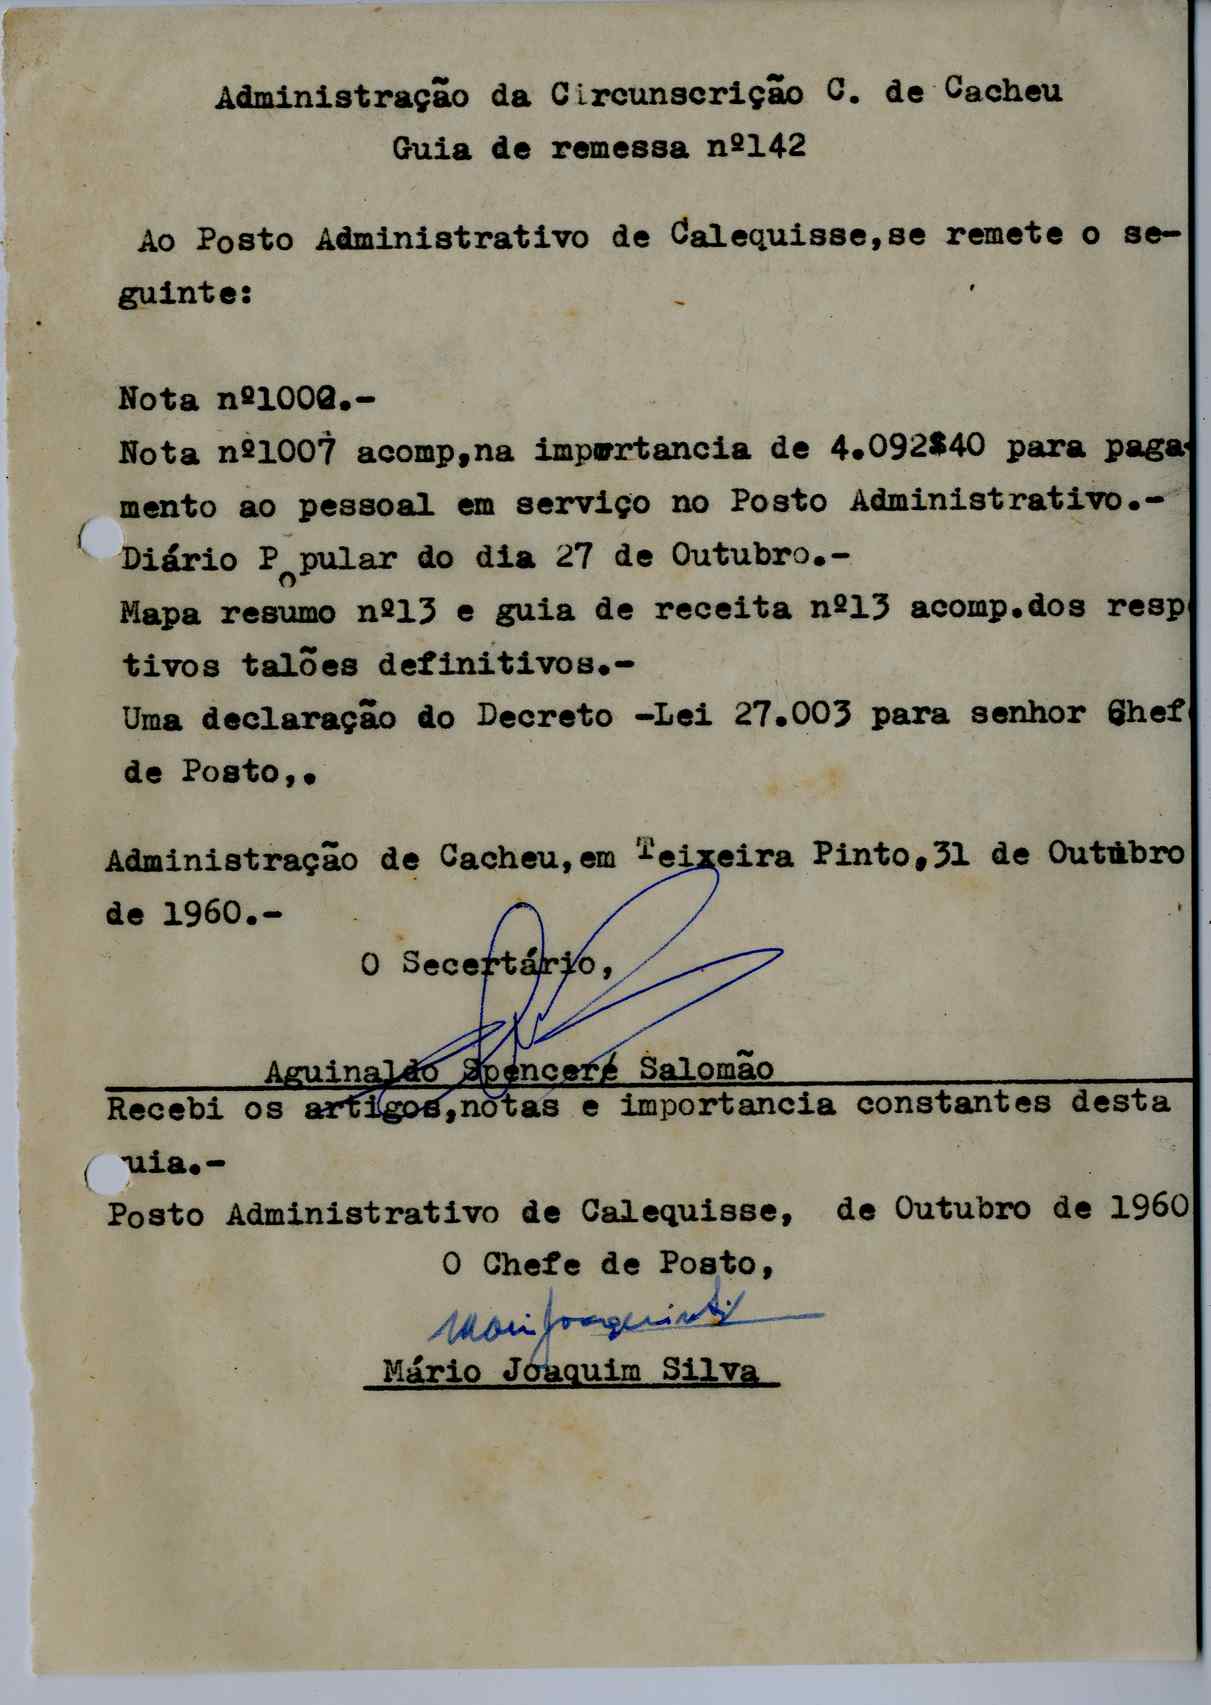 Administração da Circunscrição C. de Cacheu
Guia de remessa nº142
Ao Posto Administrativo de Calequisse,se remete o se-
guinte:
Nota nº1002.-
Nota nº1007 acomp,na importancia de 4.092$40 para paga-
mento ao pessoal em serviço no Posto Administrativo.-
Diário Popular do dia 27 de Outubro.-
Mapa resumo nº13 e guia de receita nº13 acomp.dos resp
tivos talões definitivos.-
Uma declaração do Decreto -Lei 27.003 para senhor Chef
de Posto,.
Administração de Cacheu,em Teixeira Pinto,31 de Outubro
de 1960.-
O Secertário,
Aguinaldo Spenceré Salomão
Recebi os artigos,notas e importancia constantes desta
uia.-
Posto Administrativo de Calequisse, de Outubro de 1960
O Chefe de Posto,
Mário Joaquim Silva